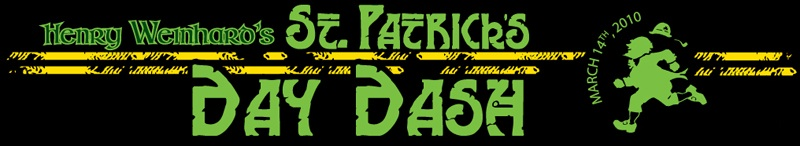 Henry Weinhard's St. Patrick's
Day Dash
MARCH 14TH, 2010